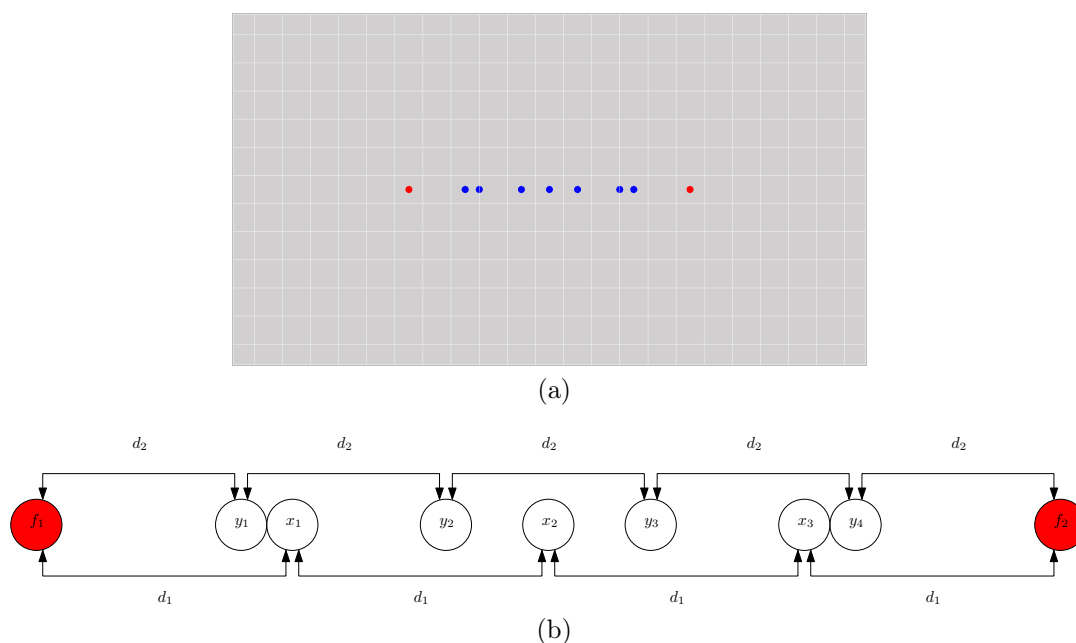 (a)
d₂ d₂ d₂ d₂ d₂
f₁ y₁ x₁ y₂ x₂ y₃ x₃ y₄ f₂
d₁ d₁ d₁ d₁
(b)